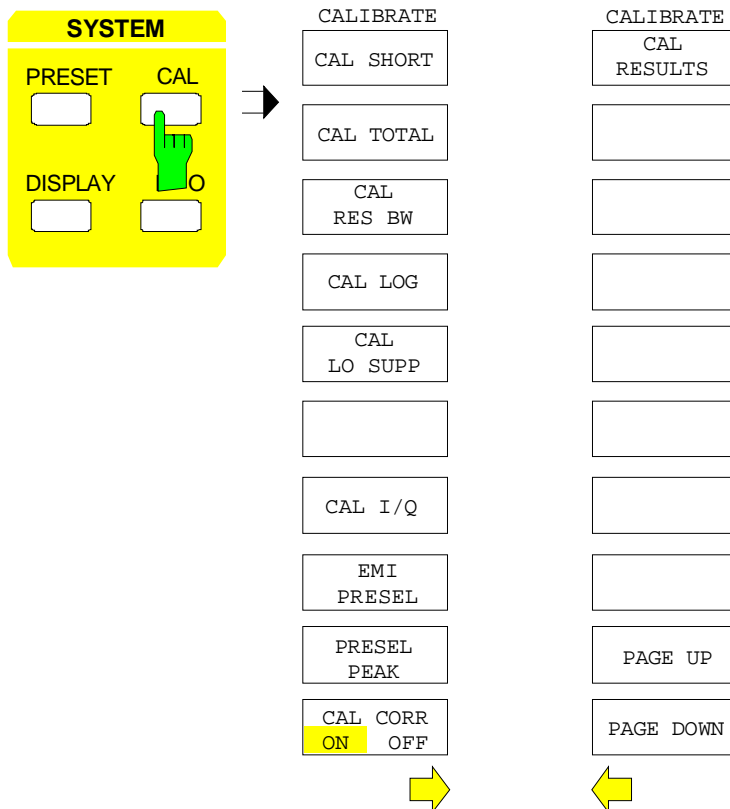 SYSTEM
PRESET CAL
DISPLAY
CALIBRATE
CAL SHORT
CAL TOTAL
CAL
RES BW
CAL LOG
CAL
LO SUPP
CAL I/Q
EMI
PRESEL
PRESEL
PEAK
CAL CORR
ON OFF
CALIBRATE
CAL
RESULTS
PAGE UP
PAGE DOWN